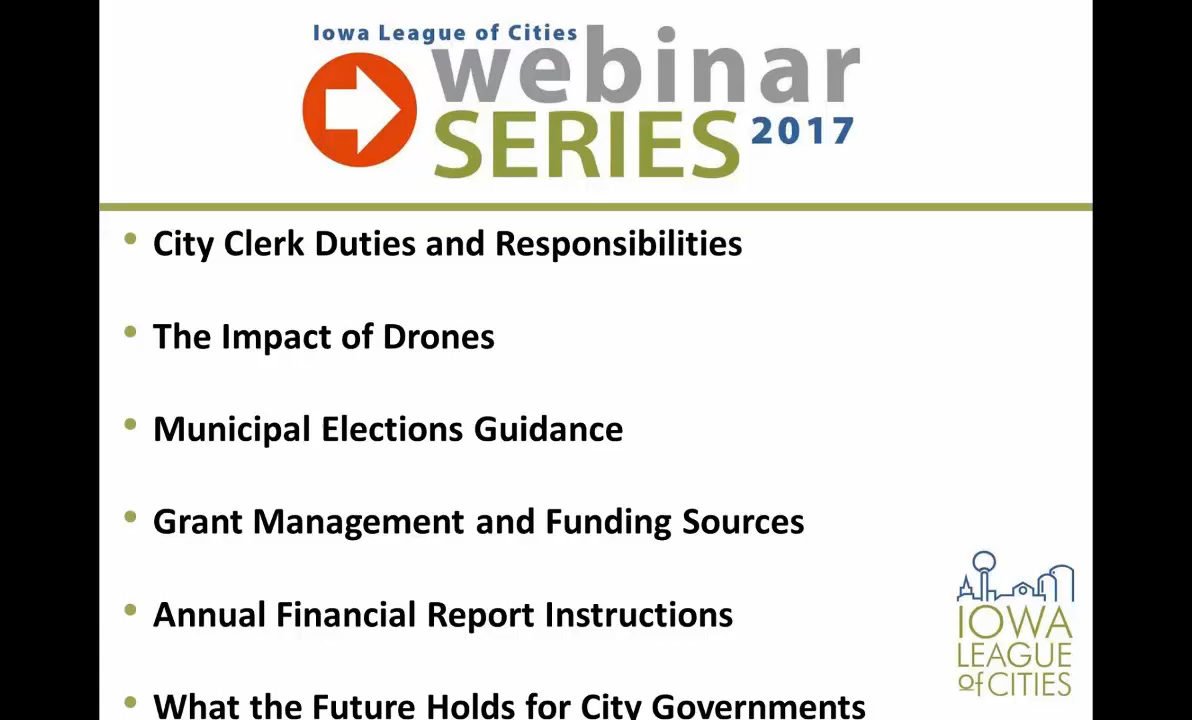 Iowa League of Cities
webinar
SERIES 2017
• City Clerk Duties and Responsibilities
• The Impact of Drones
• Municipal Elections Guidance
• Grant Management and Funding Sources
• Annual Financial Report Instructions
• What the Future Holds for City Governments
IOWA
LEAGUE
of CITIES